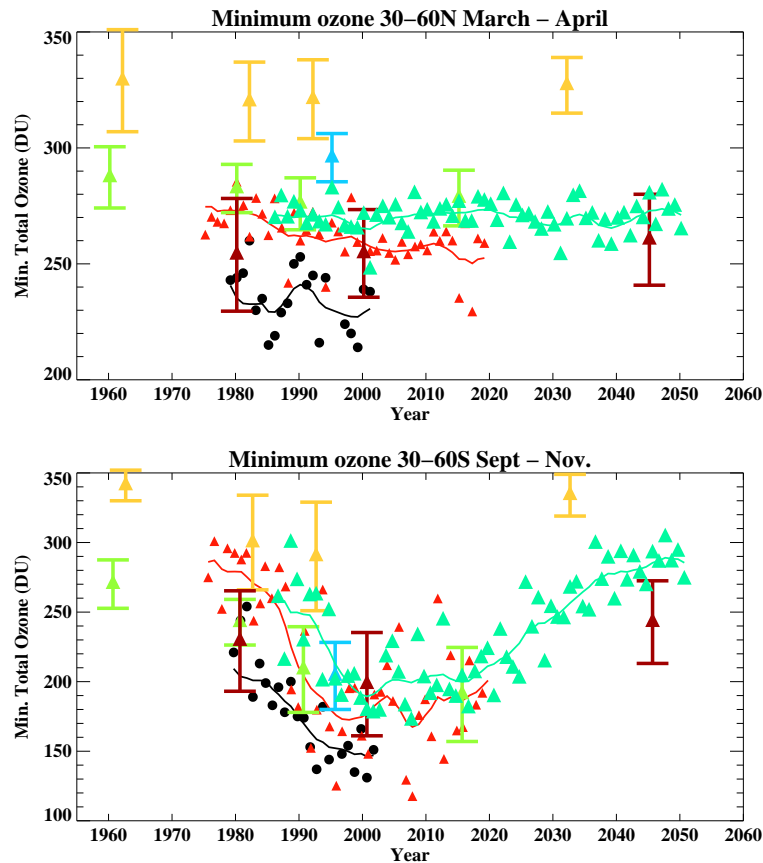 Minimum ozone 30–60N March – April
350
300
250
200
Min. Total Ozone (DU)
1960 1970 1980 1990 2000 2010 2020 2030 2040 2050 2060
Year
Minimum ozone 30–60S Sept – Nov.
350
300
250
200
150
100
Min. Total Ozone (DU)
1960 1970 1980 1990 2000 2010 2020 2030 2040 2050 2060
Year